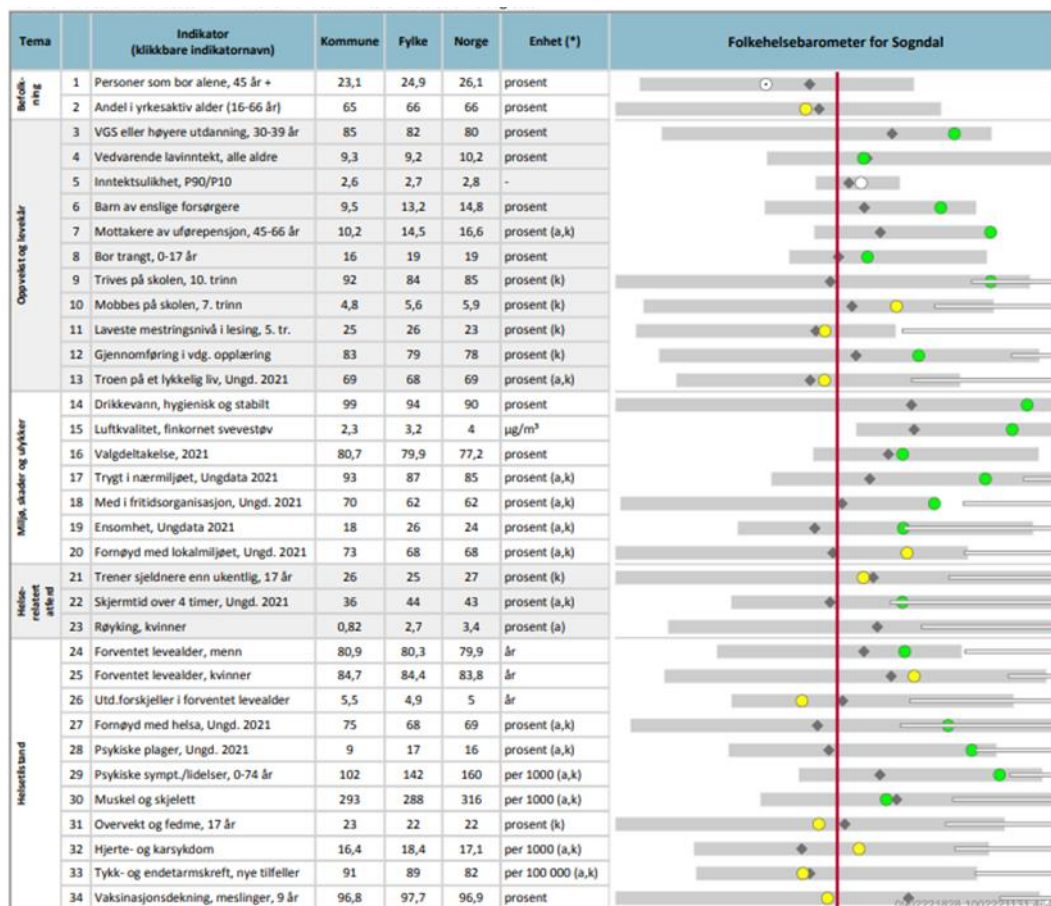 Tema Indikator (klikkbare indikatornavn) Kommune Fylke Norge Enhet (*) Folkehelsebarometer for Sogndal
Befolk-ning
1 Personer som bor alene, 45 år + 23,1 24,9 26,1 prosent
2 Andel i yrkesaktiv alder (16-66 år) 65 66 66 prosent
Oppvekst og levekår
3 VGS eller høyere utdanning, 30-39 år 85 82 80 prosent
4 Vedvarende lavinntekt, alle aldre 9,3 9,2 10,2 prosent
5 Inntektsulikhet, P90/P10 2,6 2,7 2,8 -
6 Barn av enslige forsørgere 9,5 13,2 14,8 prosent
7 Mottakere av uførepensjon, 45-66 år 10,2 14,5 16,6 prosent (a,k)
8 Bor trangt, 0-17 år 16 19 19 prosent
9 Trives på skolen, 10. trinn 92 84 85 prosent (k)
10 Mobbes på skolen, 7. trinn 4,8 5,6 5,9 prosent (k)
11 Laveste mestringsnivå i lesing, 5. tr. 25 26 23 prosent (k)
12 Gjennomføring i vdg. opplæring 83 79 78 prosent (k)
13 Troen på et lykkelig liv, Ungd. 2021 69 68 69 prosent (a,k)
Miljø, skader og ulykker
14 Drikkevann, hygienisk og stabilt 99 94 90 prosent
15 Luftkvalitet, finkornet svevestøv 2,3 3,2 4 µg/m³
16 Valgdeltakelse, 2021 80,7 79,9 77,2 prosent
17 Trygt i nærmiljøet, Ungdata 2021 93 87 85 prosent (a,k)
18 Med i fritidsorganisasjon, Ungd. 2021 70 62 62 prosent (a,k)
19 Ensomhet, Ungdata 2021 18 26 24 prosent (a,k)
20 Fornøyd med lokalmiljøet, Ungd. 2021 73 68 68 prosent (a,k)
Helse-relatert atferd
21 Trener sjeldnere enn ukentlig, 17 år 26 25 27 prosent (k)
22 Skjermtid over 4 timer, Ungd. 2021 36 44 43 prosent (a,k)
23 Røyking, kvinner 0,82 2,7 3,4 prosent (a)
Helsetilstand
24 Forventet levealder, menn 80,9 80,3 79,9 år
25 Forventet levealder, kvinner 84,7 84,4 83,8 år
26 Utd.forskjeller i forventet levealder 5,5 4,9 5 år
27 Fornøyd med helsa, Ungd. 2021 75 68 69 prosent (a,k)
28 Psykiske plager, Ungd. 2021 9 17 16 prosent (a,k)
29 Psykiske sympt./lidelser, 0-74 år 102 142 160 per 1000 (a,k)
30 Muskel og skjelett 293 288 316 per 1000 (a,k)
31 Overvekt og fedme, 17 år 23 22 22 prosent (k)
32 Hjerte- og karsykdom 16,4 18,4 17,1 per 1000 (a,k)
33 Tykk- og endetarmskreft, nye tilfeller 91 89 82 per 100 000 (a,k)
34 Vaksinasjonsdekning, meslinger, 9 år 96,8 97,7 96,9 prosent